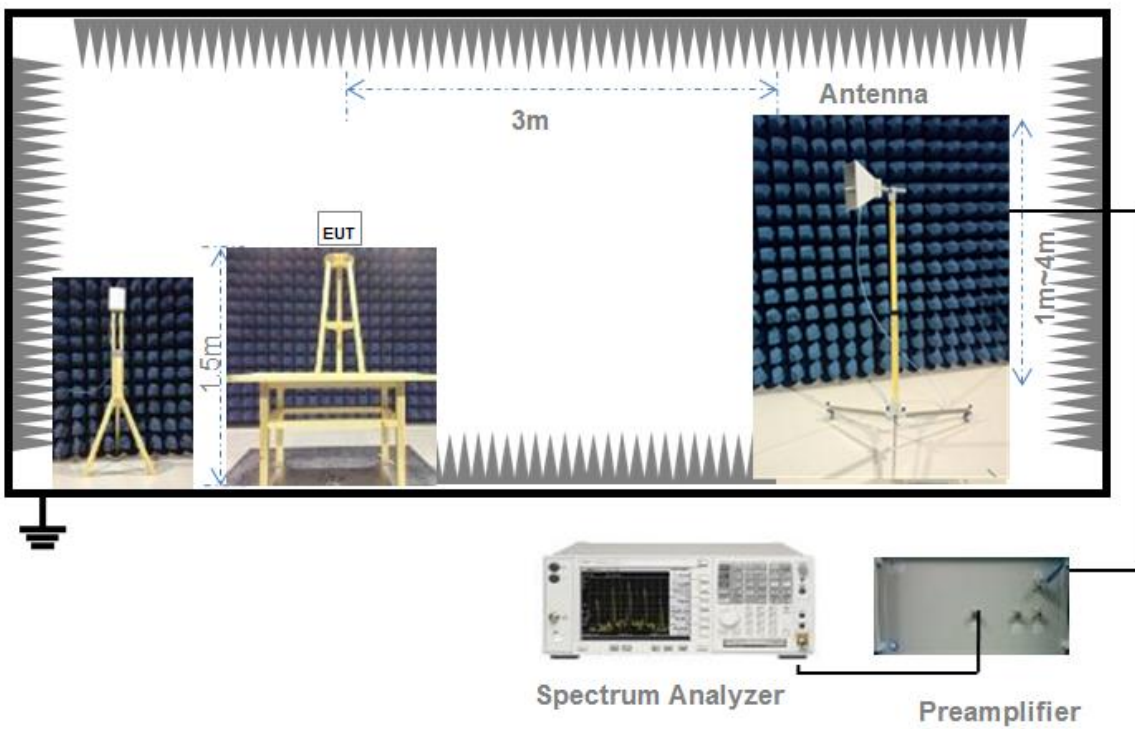 Antenna
3m
EUT
1.5m
1m~4m
Spectrum Analyzer
Preamplifier